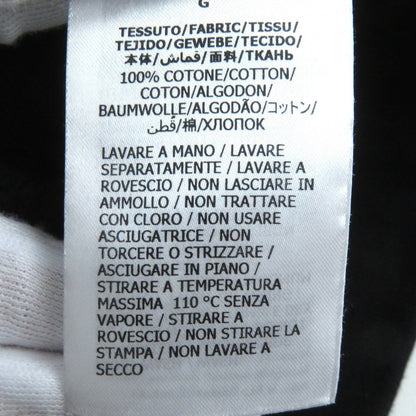 G
TESSUTO/FABRIC/TISSU/
TEJIDO/GEWEBE/TECIDO/
本体/قماش/面料/ТКАНЬ
100% COTONE/COTTON/
COTON/ALGODON/
BAUMWOLLE/ALGODÃO/コットン/
قطن/棉/ХЛОПОК
LAVARE A MANO / LAVARE
SEPARATAMENTE / LAVARE A
ROVESCIO / NON LASCIARE IN
AMMOLLO / NON TRATTARE
CON CLORO / NON USARE
ASCIUGATRICE / NON
TORCERE O STRIZZARE /
ASCIUGARE IN PIANO /
STIRARE A TEMPERATURA
MASSIMA 110 °C SENZA
VAPORE / STIRARE A
ROVESCIO / NON STIRARE LA
STAMPA / NON LAVARE A
SECCO